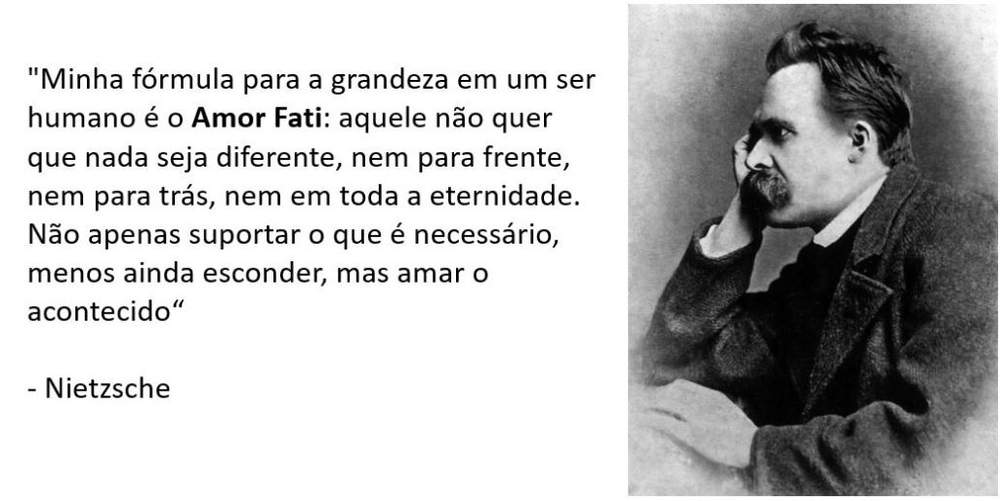 "Minha fórmula para a grandeza em um ser
humano é o Amor Fati: aquele não quer
que nada seja diferente, nem para frente,
nem para trás, nem em toda a eternidade.
Não apenas suportar o que é necessário,
menos ainda esconder, mas amar o
acontecido“
- Nietzsche